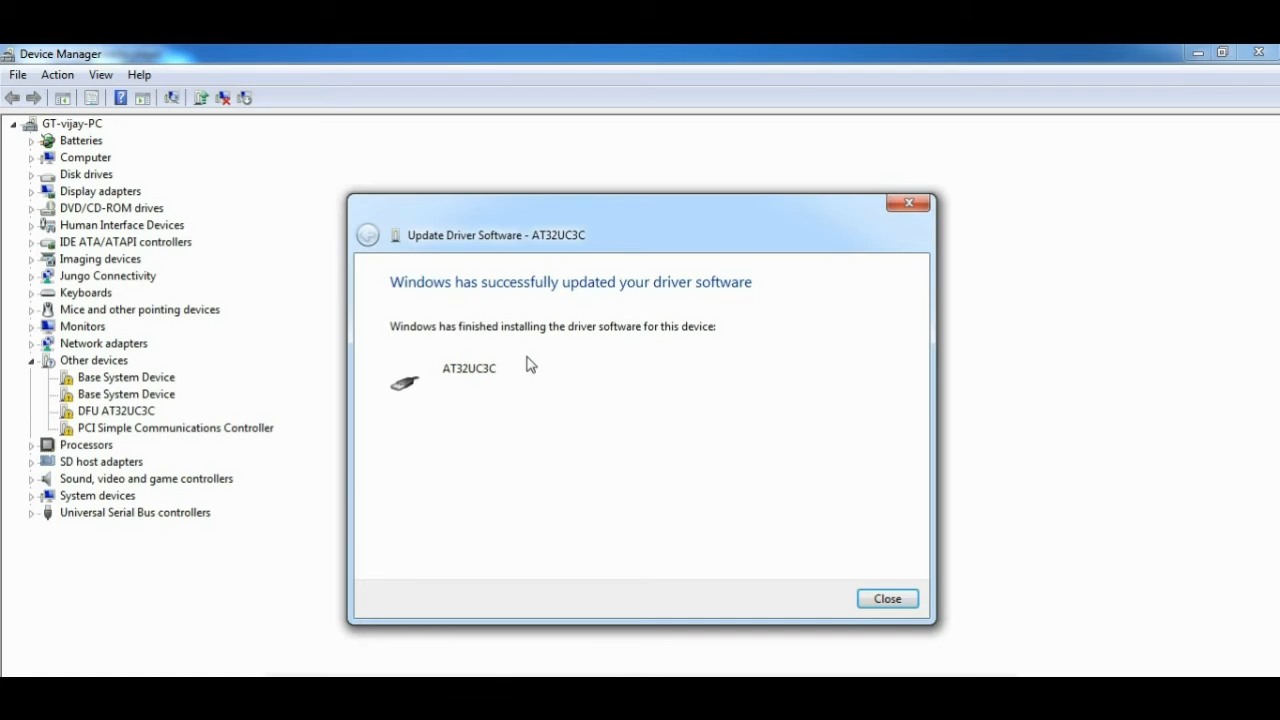 Device Manager
File Action View Help
GT-vijay-PC
Batteries
Computer
Disk drives
Display adapters
DVD/CD-ROM drives
Human Interface Devices
IDE ATA/ATAPI controllers
Imaging devices
Jungo Connectivity
Keyboards
Mice and other pointing devices
Monitors
Network adapters
Other devices
Base System Device
Base System Device
DFU AT32UC3C
PCI Simple Communications Controller
Processors
SD host adapters
Sound, video and game controllers
System devices
Universal Serial Bus controllers
Update Driver Software - AT32UC3C
Windows has successfully updated your driver software
Windows has finished installing the driver software for this device:
AT32UC3C
Close